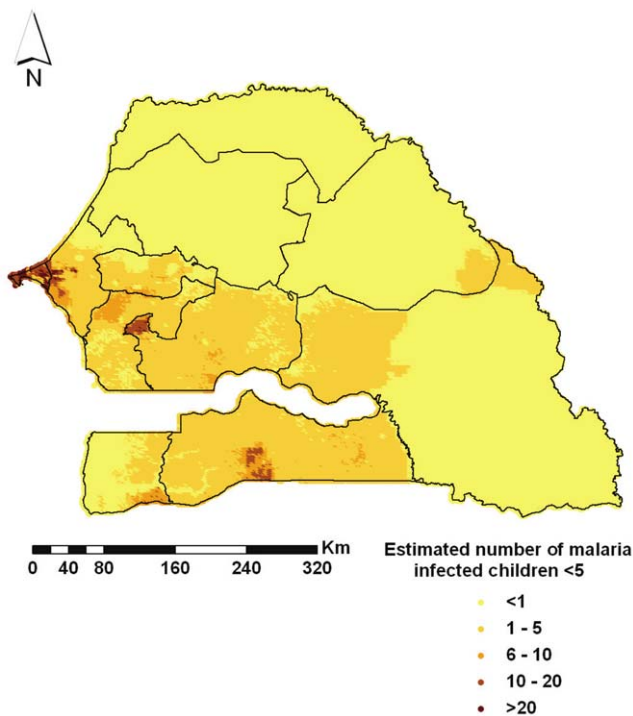 N
Km
0 40 80 160 240 320
Estimated number of malaria
infected children <5
<1
1 - 5
6 - 10
10 - 20
>20